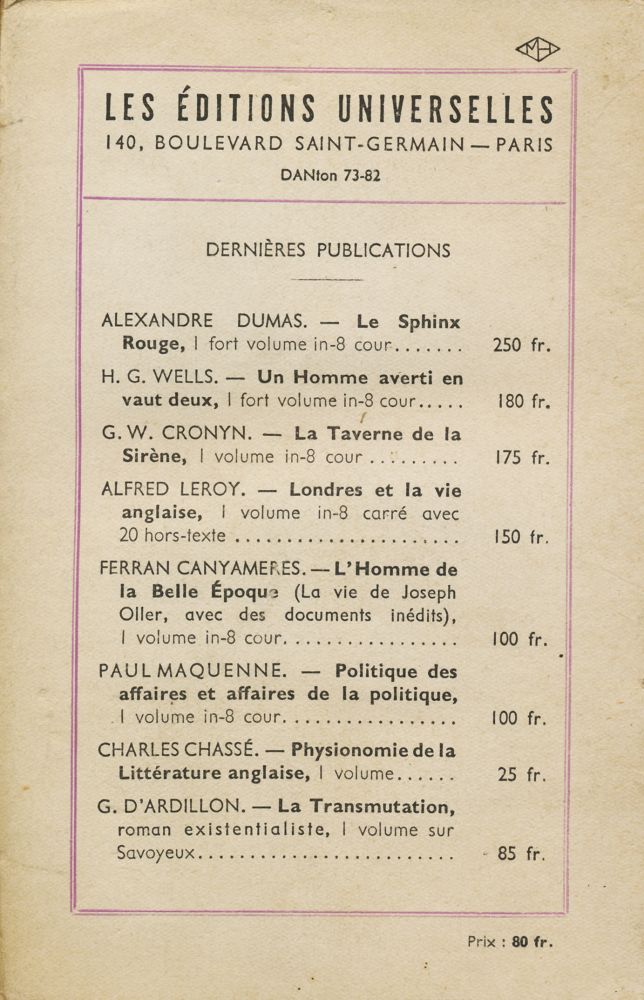 MH
LES ÉDITIONS UNIVERSELLES
140, BOULEVARD SAINT-GERMAIN — PARIS
DANton 73-82
DERNIÈRES PUBLICATIONS
ALEXANDRE DUMAS. — Le Sphinx
Rouge, 1 fort volume in-8 cour....... 250 fr.
H. G. WELLS. — Un Homme averti en
vaut deux, 1 fort volume in-8 cour..... 180 fr.
G. W. CRONYN. — La Taverne de la
Sirène, 1 volume in-8 cour ......... 175 fr.
ALFRED LEROY. — Londres et la vie
anglaise, 1 volume in-8 carré avec
20 hors-texte ...................... 150 fr.
FERRAN CANYAMERES. — L'Homme de
la Belle Époque (La vie de Joseph
Oller, avec des documents inédits),
1 volume in-8 cour................. 100 fr.
PAUL MAQUENNE. — Politique des
affaires et affaires de la politique,
1 volume in-8 cour................. 100 fr.
CHARLES CHASSÉ. — Physionomie de la
Littérature anglaise, 1 volume...... 25 fr.
G. D'ARDILLON. — La Transmutation,
roman existentialiste, 1 volume sur
Savoyeux......................... 85 fr.
Prix : 80 fr.